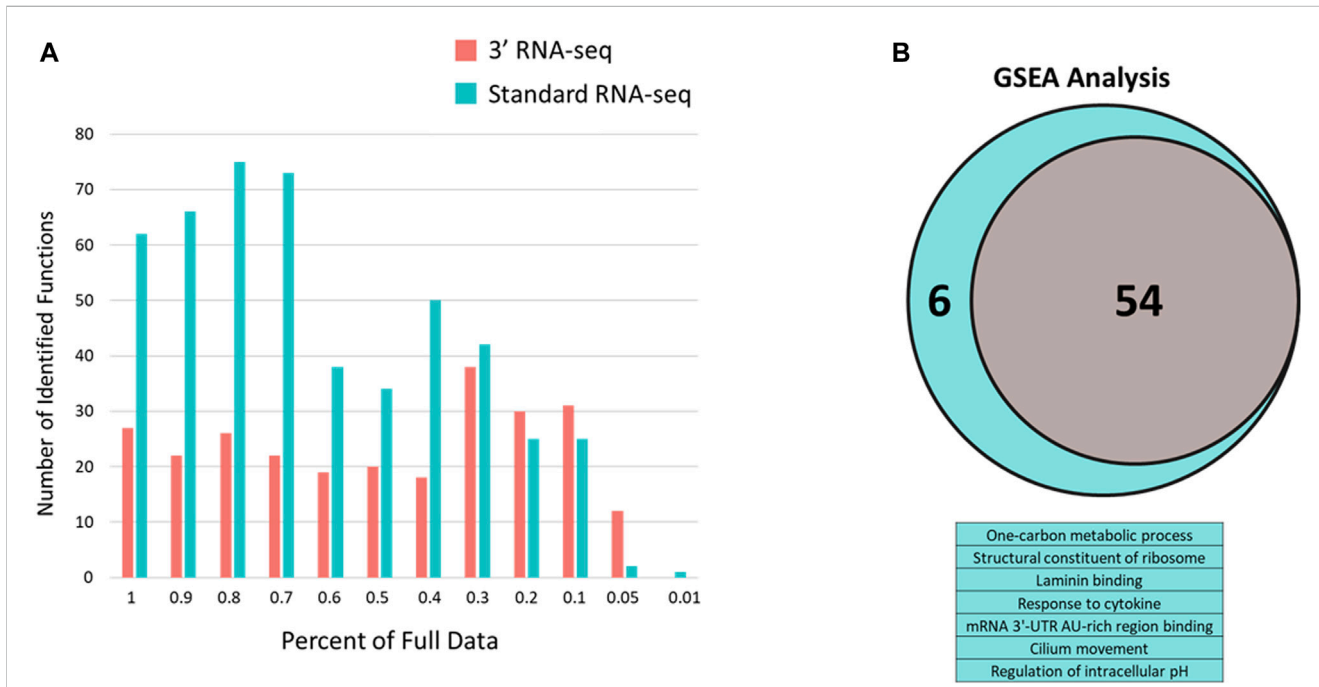 A
3' RNA-seq
Standard RNA-seq
Number of Identified Functions
80
70
60
50
40
30
20
10
0
1 0.9 0.8 0.7 0.6 0.5 0.4 0.3 0.2 0.1 0.05 0.01
Percent of Full Data
B
GSEA Analysis
6 54
One-carbon metabolic process
Structural constituent of ribosome
Laminin binding
Response to cytokine
mRNA 3'-UTR AU-rich region binding
Cilium movement
Regulation of intracellular pH